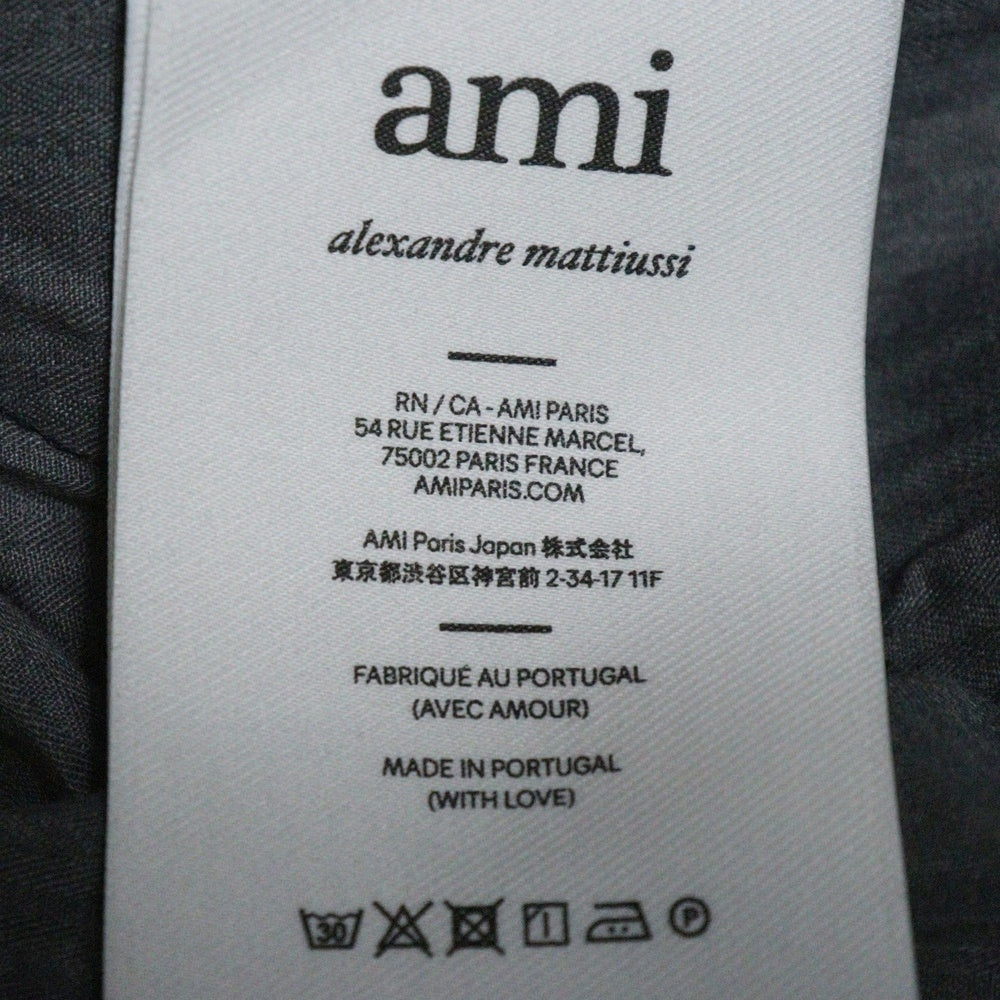 ami
alexandre mattiussi
RN / CA - AMI PARIS
54 RUE ETIENNE MARCEL,
75002 PARIS FRANCE
AMIPARIS.COM
AMI Paris Japan 株式会社
東京都渋谷区神宮前 2-34-17 11F
FABRIQUÉ AU PORTUGAL
(AVEC AMOUR)
MADE IN PORTUGAL
(WITH LOVE)
30 P